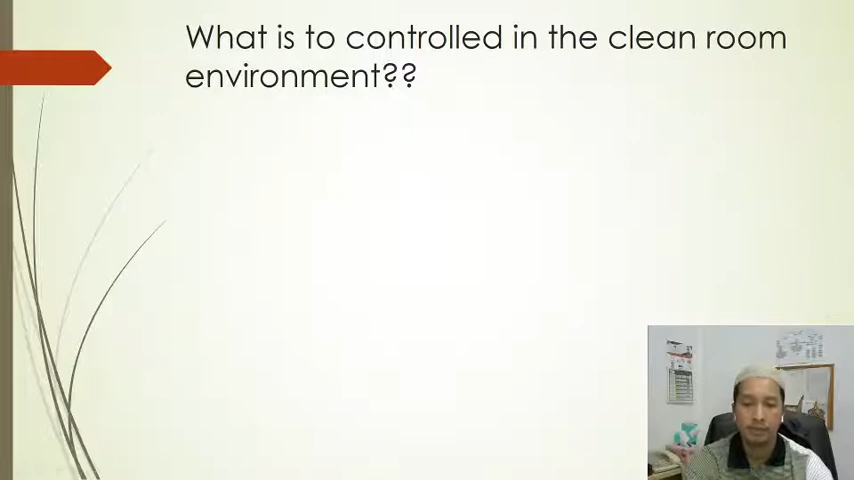 What is to controlled in the clean room
environment??